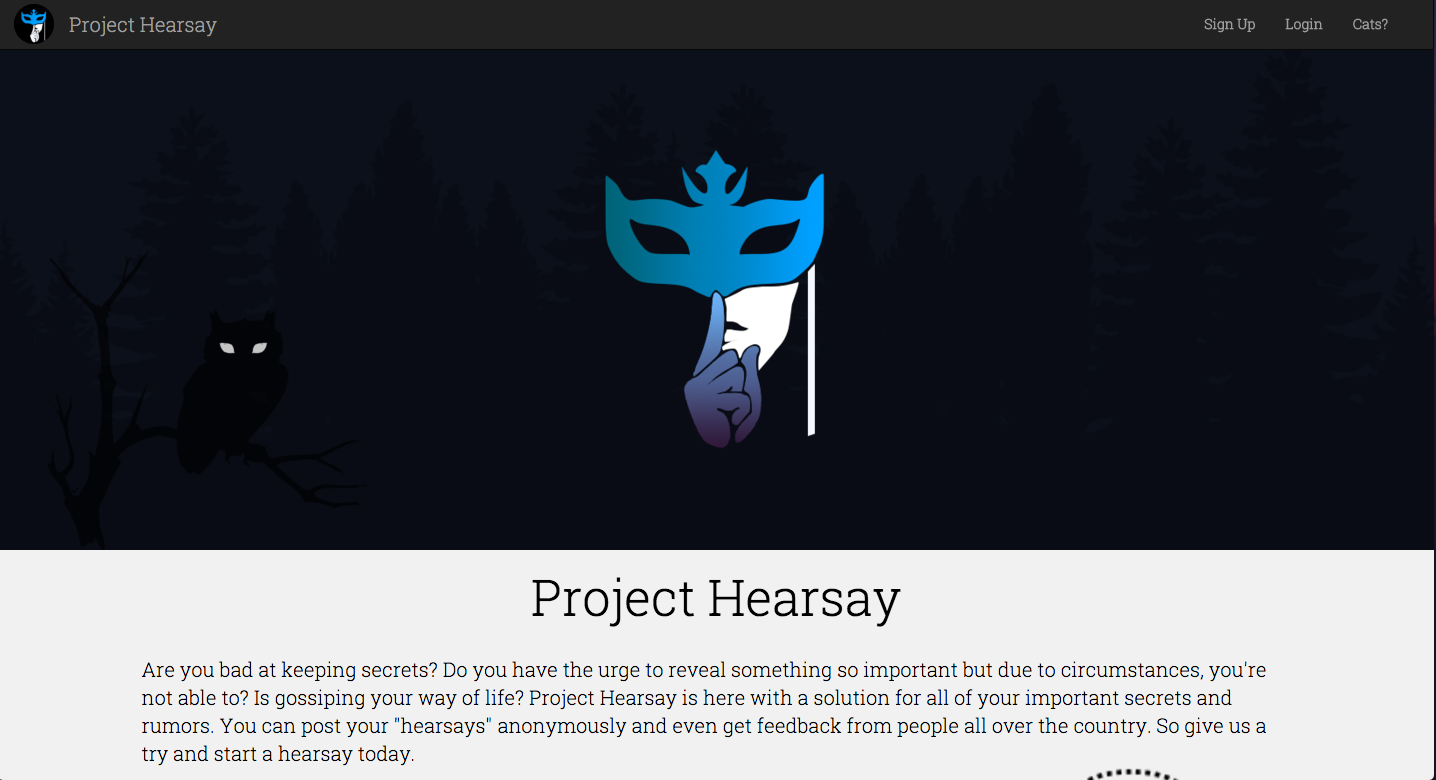 Project Hearsay
Sign Up
Login
Cats?
Project Hearsay
Are you bad at keeping secrets? Do you have the urge to reveal something so important but due to circumstances, you're
not able to? Is gossiping your way of life? Project Hearsay is here with a solution for all of your important secrets and
rumors. You can post your "hearsays" anonymously and even get feedback from people all over the country. So give us a
try and start a hearsay today.